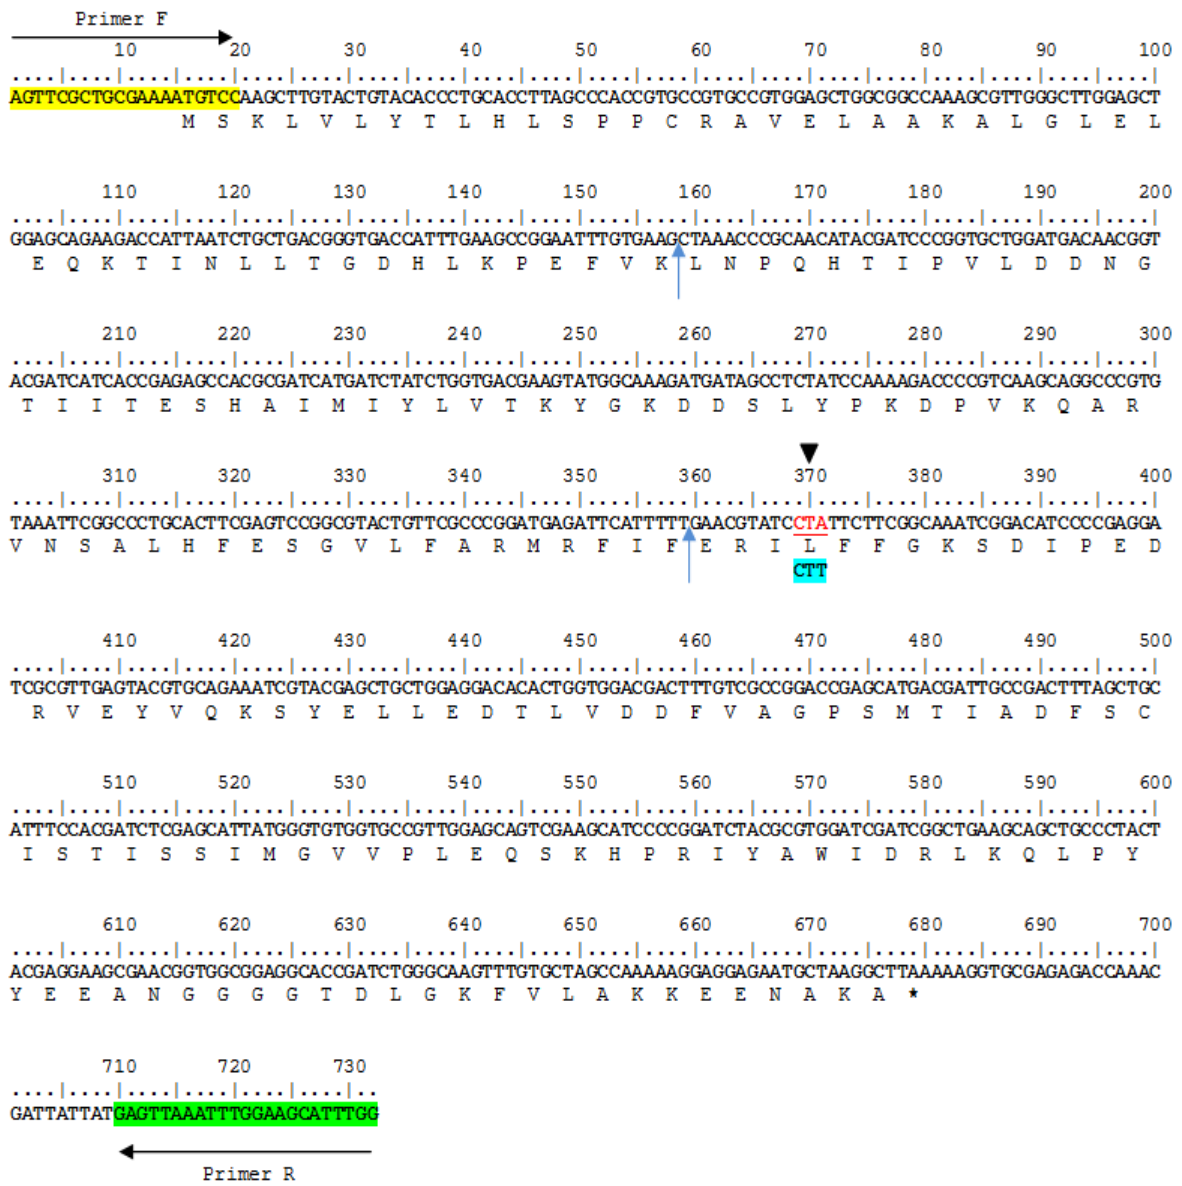 Primer F
10 20 30 40 50 60 70 80 90 100
....|....|....|....|....|....|....|....|....|....|....|....|....|....|....|....|....|....|....|....|
AGTTCGCTGCGAAAATGTCCAAGCTTGTACTGTACACCCTGCACCTTAGCCCACCGTGCCGTGCCGTGGAGCTGGCGGCCAAAGCGTTGGGCTTGGAGCT
M S K L V L Y T L H L S P P C R A V E L A A K A L G L E L
110 120 130 140 150 160 170 180 190 200
....|....|....|....|....|....|....|....|....|....|....|....|....|....|....|....|....|....|....|....|
GGAGCAGAAGACCATTAATCTGCTGACGGGTGACCATTTGAAGCCGGAATTTGTGAAGCTAAACCCGCAACATACGATCCCGGTGCTGGATGACAACGGT
E Q K T I N L L T G D H L K P E F V K L N P Q H T I P V L D D N G
210 220 230 240 250 260 270 280 290 300
....|....|....|....|....|....|....|....|....|....|....|....|....|....|....|....|....|....|....|....|
ACGATCATCACCGAGAGCCACGCGATCATGATCTATCTGGTGACGAAGTATGGCAAAGATGATAGCCTCTATCCAAAAGACCCCGTCAAGCAGGCCCGTG
T I I T E S H A I M I Y L V T K Y G K D D S L Y P K D P V K Q A R
310 320 330 340 350 360 370 380 390 400
....|....|....|....|....|....|....|....|....|....|....|....|....|....|....|....|....|....|....|....|
TAAATTCGGCCCTGCACTTCGAGTCCGGCGTACTGTTCGCCCGGATGAGATTCATTTTTGAACGTATCCTATTCTTCGGCAAATCGGACATCCCCGAGGA
V N S A L H F E S G V L F A R M R F I F E R I L F F G K S D I P E D
CTT
410 420 430 440 450 460 470 480 490 500
....|....|....|....|....|....|....|....|....|....|....|....|....|....|....|....|....|....|....|....|
TCGCGTTGAGTACGTGCAGAAATCGTACGAGCTGCTGGAGGACACACTGGTGGACGACTTTGTCGCCGGACCGAGCATGACGATTGCCGACTTTAGCTGC
R V E Y V Q K S Y E L L E D T L V D D F V A G P S M T I A D F S C
510 520 530 540 550 560 570 580 590 600
....|....|....|....|....|....|....|....|....|....|....|....|....|....|....|....|....|....|....|....|
ATTTCCACGATCTCGAGCATTATGGGTGTGGTGCCGTTGGAGCAGTCGAAGCATCCCCGGATCTACGCGTGGATCGATCGGCTGAAGCAGCTGCCCTACT
I S T I S S I M G V V P L E Q S K H P R I Y A W I D R L K Q L P Y
610 620 630 640 650 660 670 680 690 700
....|....|....|....|....|....|....|....|....|....|....|....|....|....|....|....|....|....|....|....|
ACGAGGAAGCGAACGGTGGCGGAGGCACCGATCTGGGCAAGTTTGTGCTAGCCAAAAAGGAGGAGAATGCTAAGGCTTAAAAAGGTGCGAGAGACCAAAC
Y E E A N G G G G T D L G K F V L A K K E E N A K A *
710 720 730
....|....|....|....|....|....|..
GATTATTATGAGTTAAATTTGGAAGCATTTGG
Primer R